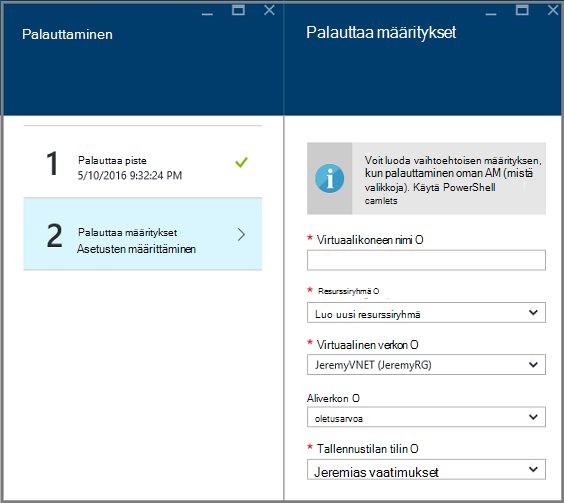 Palauttaminen
1
Palauttaa piste
5/10/2016 9:32:24 PM
2
Palauttaa määritykset
Asetusten määrittäminen
Palauttaa määritykset
Voit luoda vaihtoehtoisen määrityksen,
kun palauttaminen oman AM (mistä
valikkoja). Käytä PowerShell
camlets
* Virtuaalikoneen nimi O
* Resurssiryhmä O
Luo uusi resurssiryhmä
* Virtuaalinen verkon O
JeremyVNET (JeremyRG)
Aliverkon O
oletusarvoa
* Tallennustilan tilin O
Jeremias vaatimukset